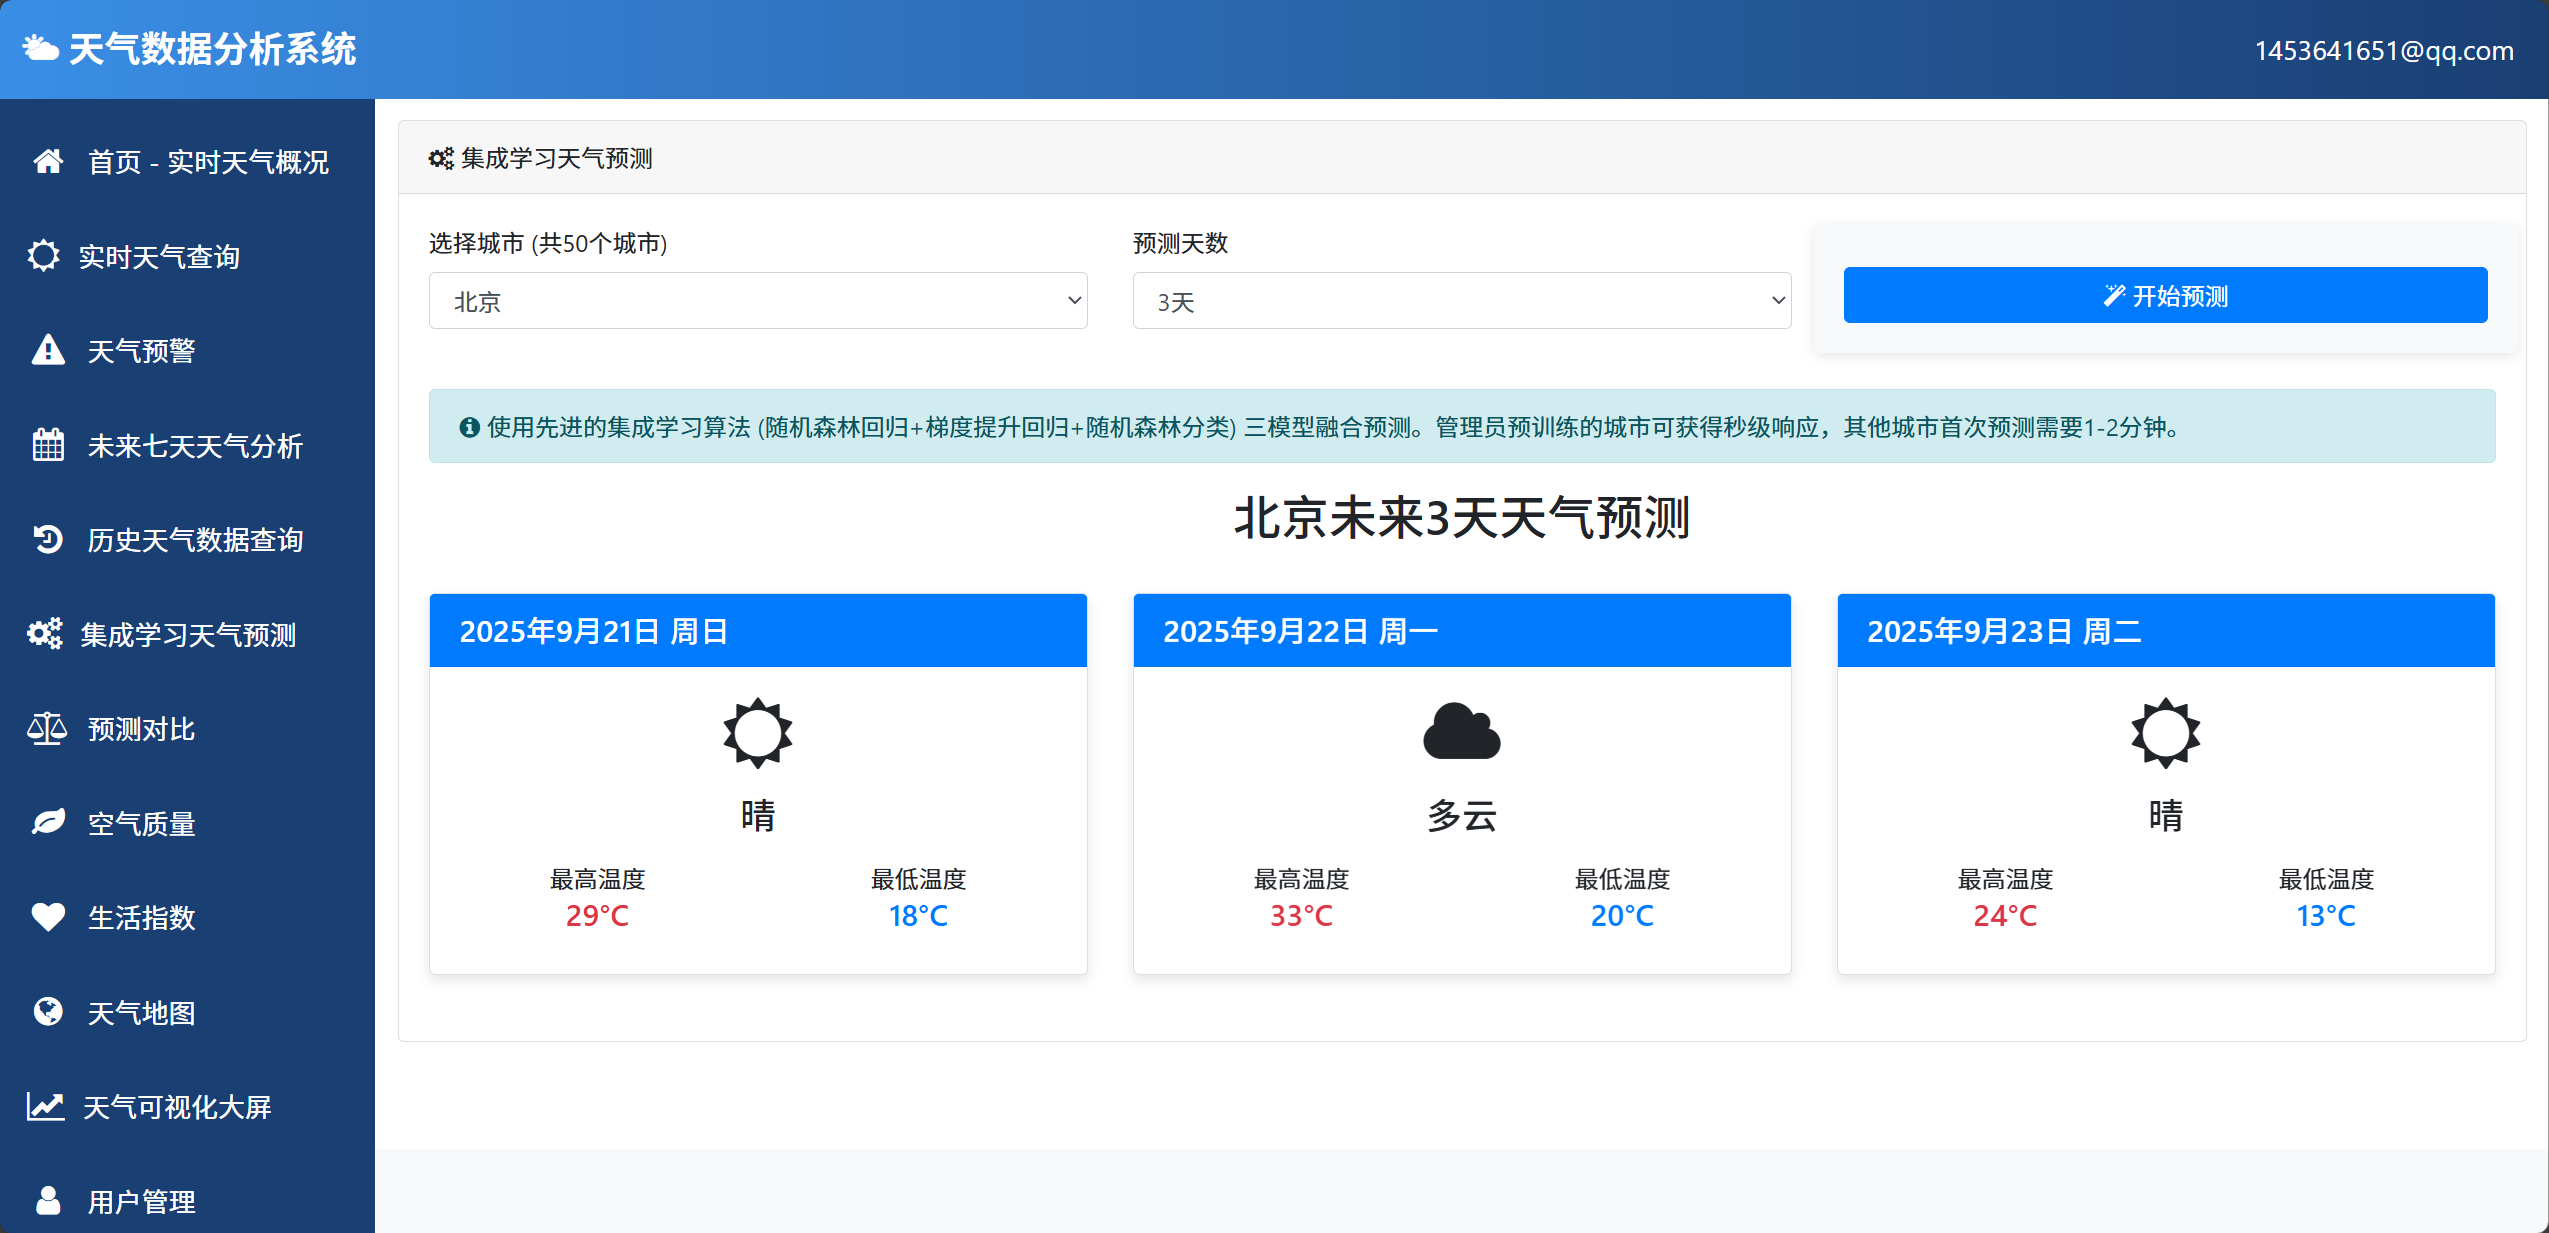 天气数据分析系统
1453641651@qq.com
首页 - 实时天气概况
实时天气查询
天气预警
未来七天天气分析
历史天气数据查询
集成学习天气预测
预测对比
空气质量
生活指数
天气地图
天气可视化大屏
用户管理
集成学习天气预测
选择城市 (共50个城市)
北京
预测天数
3天
开始预测
使用先进的集成学习算法 (随机森林回归+梯度提升回归+随机森林分类) 三模型融合预测。管理员预训练的城市可获得秒级响应，其他城市首次预测需要1-2分钟。
北京未来3天天气预测
2025年9月21日 周日
晴
最高温度 最低温度
29°C 18°C
2025年9月22日 周一
多云
最高温度 最低温度
33°C 20°C
2025年9月23日 周二
晴
最高温度 最低温度
24°C 13°C